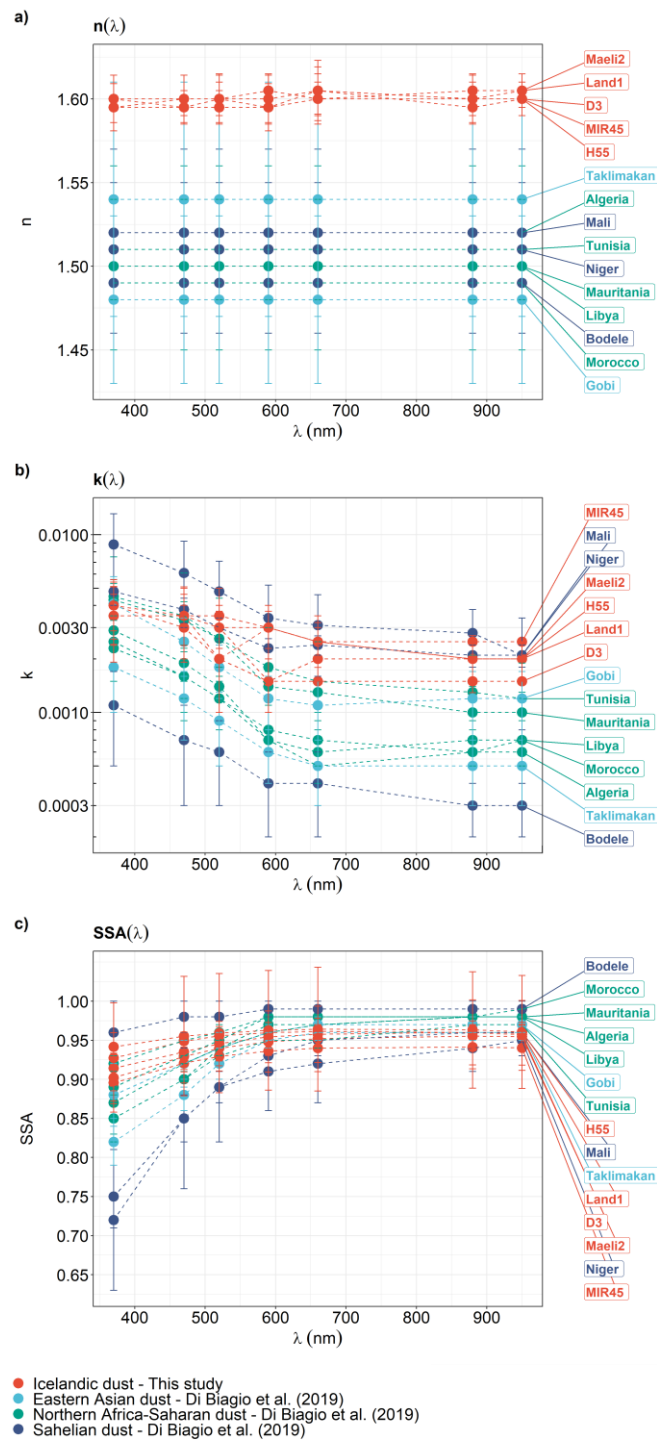 a)
n(λ)
1.60
1.55
1.50
1.45
n
400
500
600
700
800
900
λ (nm)
Maeli2
Land1
D3
MIR45
H55
Taklimakan
Algeria
Mali
Tunisia
Niger
Mauritania
Libya
Bodele
Morocco
Gobi
b)
k(λ)
0.0100
0.0030
0.0010
0.0003
k
400
500
600
700
800
900
λ (nm)
MIR45
Mali
Niger
Maeli2
H55
Land1
D3
Gobi
Tunisia
Mauritania
Libya
Morocco
Algeria
Taklimakan
Bodele
c)
SSA(λ)
1.00
0.95
0.90
0.85
0.80
0.75
0.70
0.65
SSA
400
500
600
700
800
900
λ (nm)
Bodele
Morocco
Mauritania
Algeria
Libya
Gobi
Tunisia
H55
Mali
Taklimakan
Land1
D3
Maeli2
Niger
MIR45
Icelandic dust - This study
Eastern Asian dust - Di Biagio et al. (2019)
Northern Africa-Saharan dust - Di Biagio et al. (2019)
Sahelian dust - Di Biagio et al. (2019)